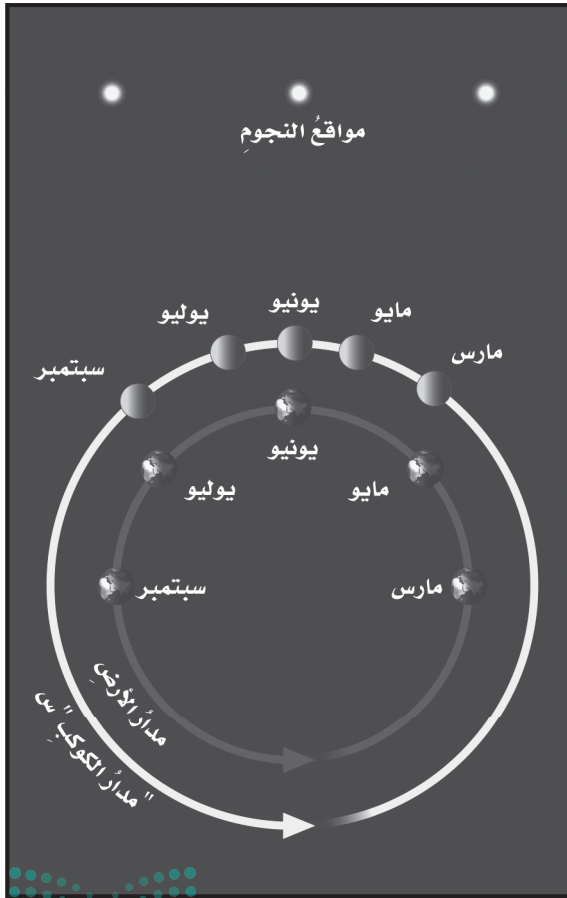 مواقعُ النجومِ
يونيو
مايو
يوليو
مارس
سبتمبر
يونيو
مايو
يوليو
مارس
سبتمبر
مدارُ الأرضِ
مدارُ الكوكبِ "س"